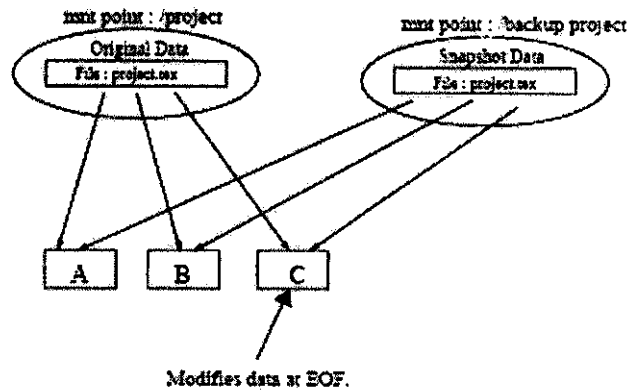 mnt point : /project
Original Data
File : project.tex
mnt point : /backup project
Snapshot Data
File : project.tex
A
B
C
Modifies data at EOF.